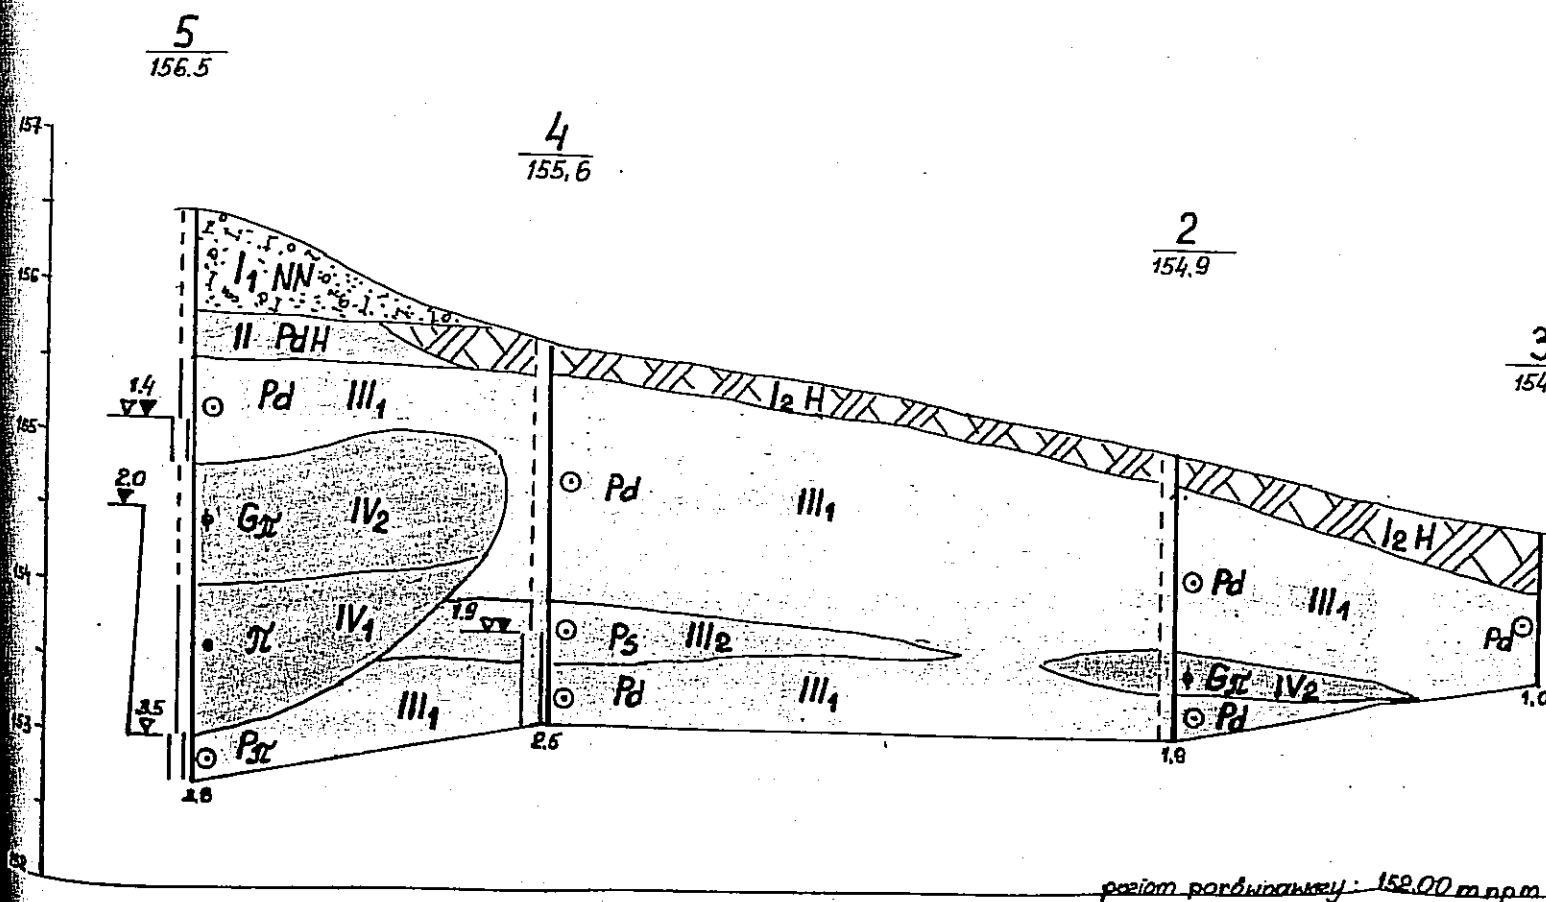 5
156.5
4
155.6
2
154.9
3
154
157
156
155
154
153
152
I1 NN
II PdH
Pd III1
1.4
2.0
Gπ IV2
π IV1
3.5
Pπ
III1
3.8
I2 H
Pd III1
1.9
Ps III2
Pd III1
2.5
I2 H
Pd III1
Gπ IV2
Pd
1.9
Pd
1.0
poziom porównawczy: 152.00 m npm